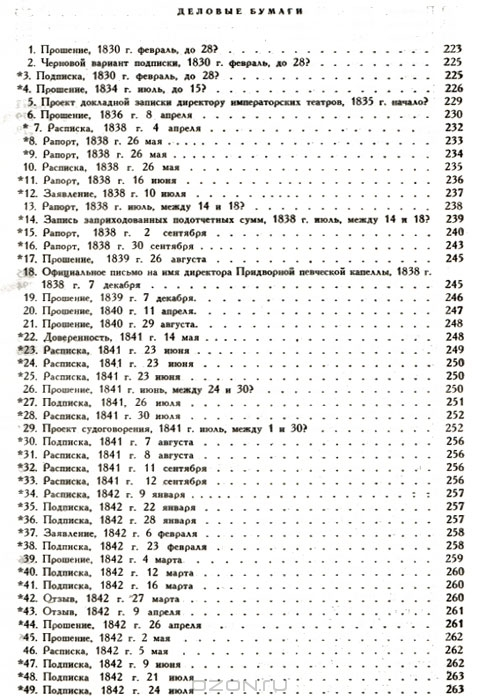 ДЕЛОВЫЕ БУМАГИ
1. Прошение, 1830 г. февраль, до 28? . . . 223
2. Черновой вариант подписки, 1830 г. февраль, до 28? . . . 225
*3. Подписка, 1830 г. февраль, до 28? . . . 225
*4. Прошение, 1834 г. июль, до 15? . . . 226
5. Проект докладной записки директору императорских театров, 1835 г. начало? 229
6. Прошение, 1836 г. 8 апреля . . . 230
* 7. Расписка, 1838 г. 4 апреля . . . 232
*8. Рапорт, 1838 г. 26 мая . . . 233
*9. Рапорт, 1838 г. 26 мая . . . 234
10. Расписка, 1838 г. 26 мая . . . 235
*11. Рапорт, 1838 г. 16 июня . . . 236
*12. Заявление, 1838 г. 10 июля . . . 237
13. Рапорт, 1838 г. июль, между 14 и 18? . . . 238
*14. Запись заприходованных подотчетных сумм, 1838 г. июль, между 14 и 18? 239
*15. Рапорт, 1838 г. 2 сентября . . . 240
*16. Рапорт, 1838 г. 30 сентября . . . 243
*17. Прошение, 1839 г. 26 августа . . . 245
18. Официальное письмо на имя директора Придворной певческой капеллы, 1838 г.
1838 г. 7 декабря . . . 245
19. Прошение, 1839 г. 7 декабря. . . . 246
20. Прошение, 1840 г. 11 апреля. . . . 247
21. Прошение, 1840 г. 29 августа. . . . 248
*22. Доверенность, 1841 г. 14 мая . . . 248
*23. Расписка, 1841 г. 23 июня . . . 249
*24. Расписка, 1841 г. 23 июня . . . 250
*25. Расписка, 1841 г. 23 июня . . . 250
26. Прошение, 1841 г. июнь, между 24 и 30? . . . 250
*27. Подписка, 1841, 26 июля . . . 251
*28. Расписка, 1841 г. 30 июля . . . 252
29. Проект судоговорения, 1841 г. июль, между 1 и 30? . . . 252
*30. Подписка, 1841 г. 7 августа . . . 256
*31. Расписка, 1841 г. 8 августа . . . 256
*32. Расписка, 1841 г. 11 сентября . . . 256
*33. Расписка, 1841 г. 12 сентября . . . 256
*34. Расписка, 1842 г. 9 января . . . 257
*35. Подписка, 1842 г. 22 января . . . 257
*36. Подписка, 1842 г. 28 января . . . 257
*37. Заявление, 1842 г. 6 февраля . . . 258
*38. Подписка, 1842 г. 23 февраля . . . 258
*39. Прошение, 1842 г. 4 марта . . . 259
*40. Подписка, 1842 г. 12 марта . . . 260
*41. Подписка, 1842 г. 16 марта . . . 260
*42. Отзыв, 1842 г. 27 марта . . . 260
*43. Отзыв, 1842 г. 9 апреля . . . 261
*44. Прошение, 1842 г. 26 апреля . . . 261
*45. Прошение, 1842 г. 2 мая . . . 262
46. Расписка, 1842 г. 5 мая . . . 262
*47. Подписка, 1842 г. 9 июня . . . 262
*48. Подписка, 1842 г. 21 июля . . . 263
*49. Подписка, 1842 г. 24 июля . . . 263
ozon.ru